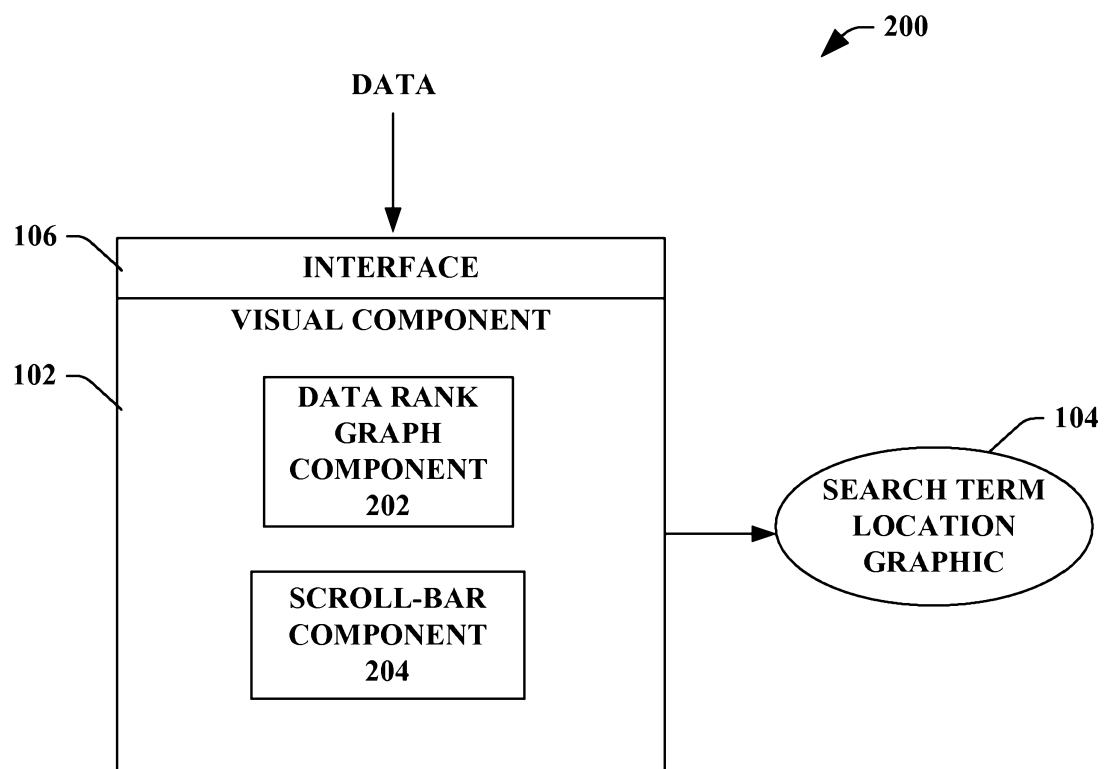 200
DATA
106
INTERFACE
VISUAL COMPONENT
102
DATA RANK
GRAPH
COMPONENT
202
104
SEARCH TERM
LOCATION
GRAPHIC
SCROLL-BAR
COMPONENT
204